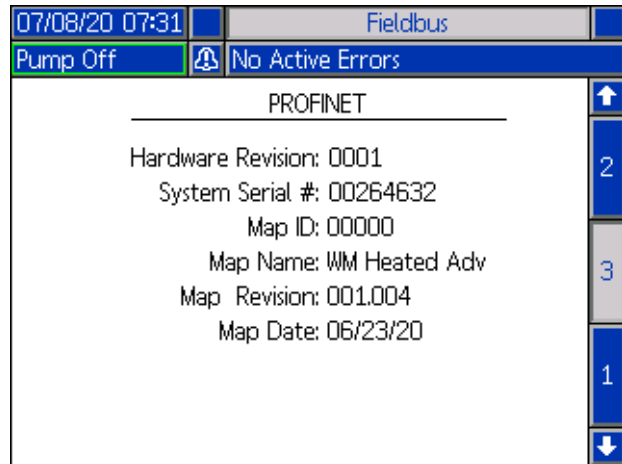 07/08/20 07:31 Fieldbus
Pump Off No Active Errors
PROFINET
Hardware Revision: 0001
System Serial #: 00264632
Map ID: 00000
Map Name: WM Heated Adv
Map Revision: 001.004
Map Date: 06/23/20
2
3
1